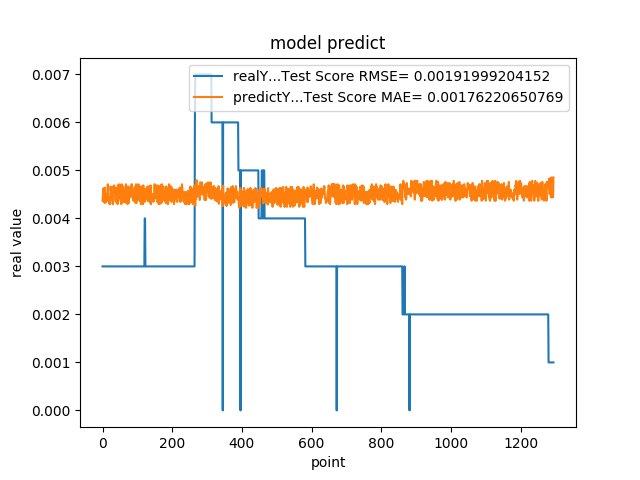 model predict
realY...Test Score RMSE= 0.00191999204152
predictY...Test Score MAE= 0.00176220650769
real value
0.007
0.006
0.005
0.004
0.003
0.002
0.001
0.000
0 200 400 600 800 1000 1200
point